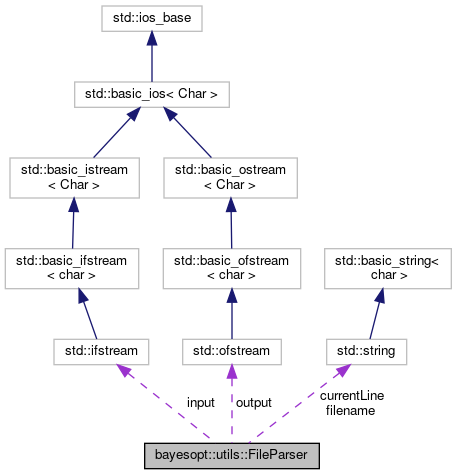 std::ios_base
std::basic_ios< Char >
std::basic_istream
< Char >
std::basic_ostream
< Char >
std::basic_ifstream
< char >
std::basic_ofstream
< char >
std::basic_string<
char >
std::ifstream
std::ofstream
std::string
input
output
currentLine
filename
bayesopt::utils::FileParser